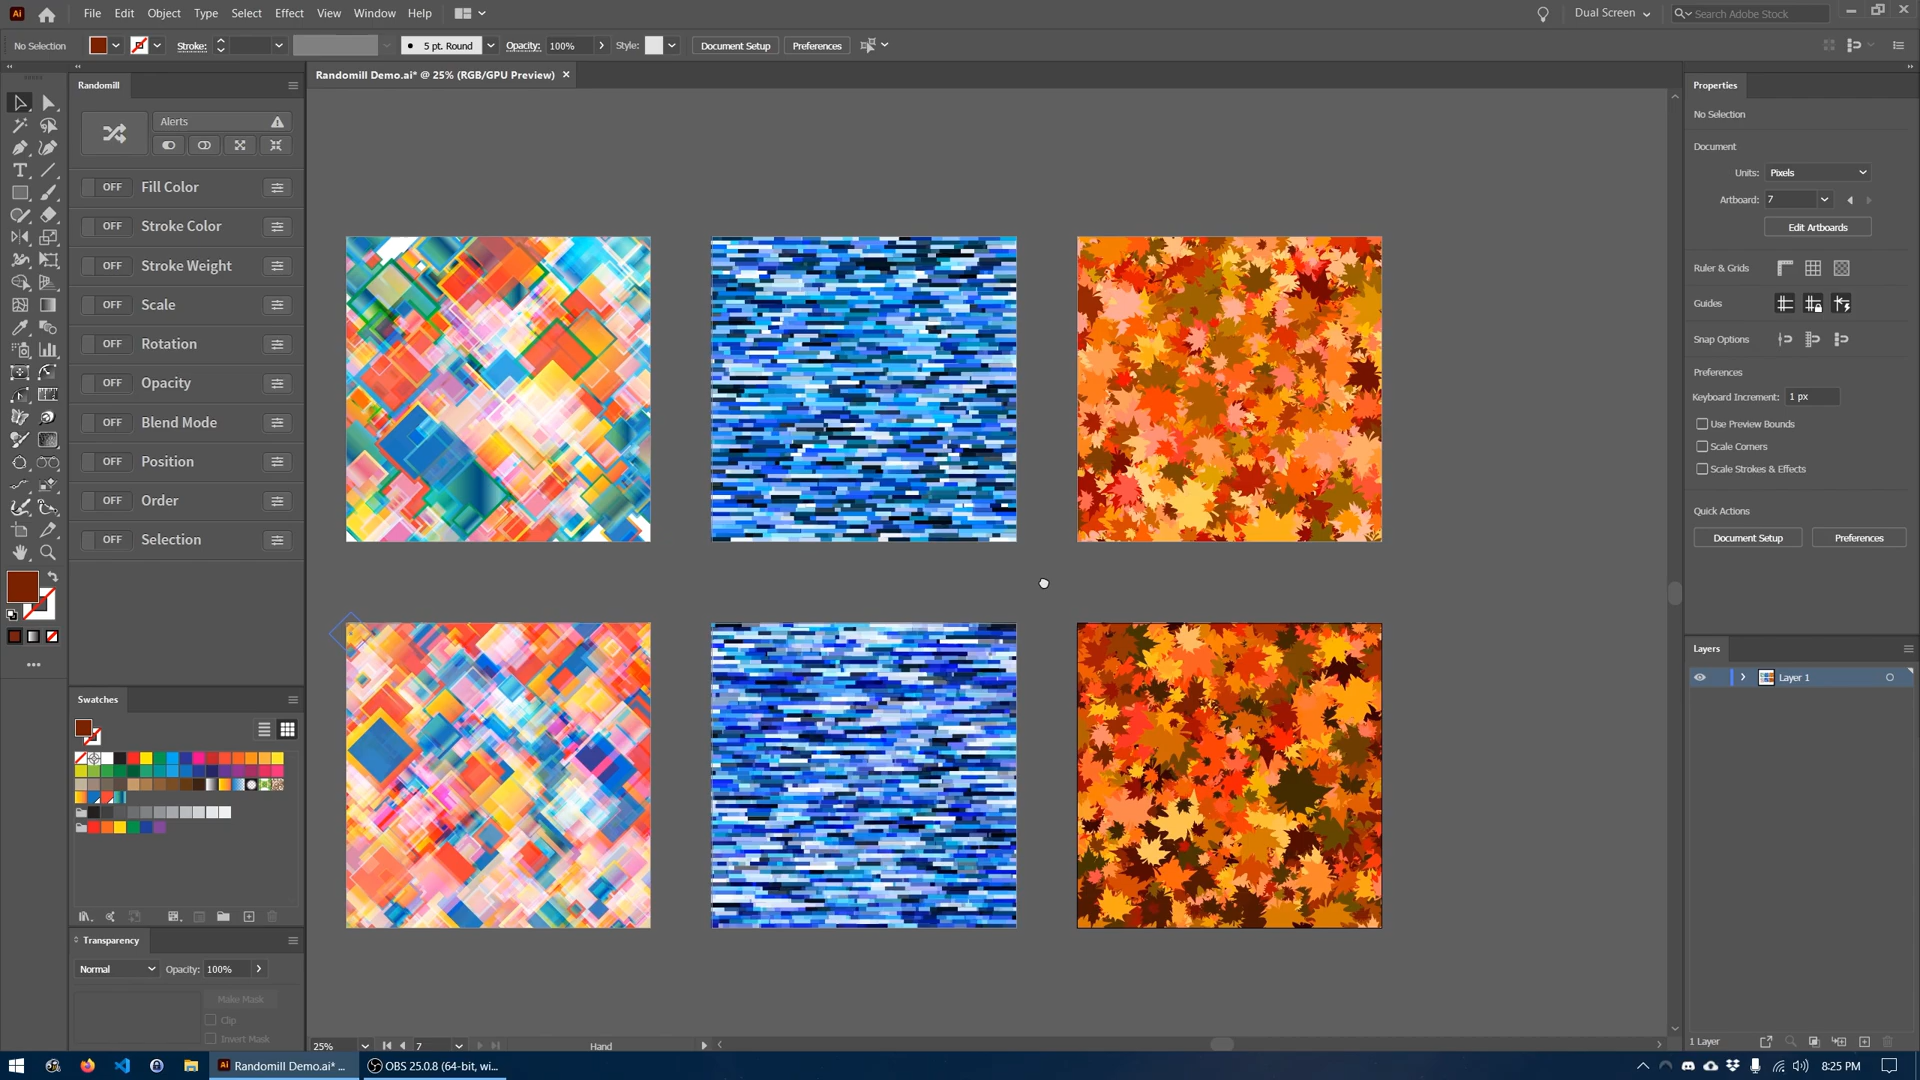 Ai File Edit Object Type Select Effect View Window Help Dual Screen Search Adobe Stock
No Selection Stroke: 5 pt. Round Opacity: 100% Style: Document Setup Preferences
Randomill
Randomill Demo.ai* @ 25% (RGB/GPU Preview)
Alerts
OFF Fill Color
OFF Stroke Color
OFF Stroke Weight
OFF Scale
OFF Rotation
OFF Opacity
OFF Blend Mode
OFF Position
OFF Order
OFF Selection
Swatches
Transparency
Normal Opacity: 100%
Make Mask
Clip
Invert Mask
25% 7 Hand
Properties
No Selection
Document
Units: Pixels
Artboard: 7
Edit Artboards
Ruler & Grids
Guides
Snap Options
Preferences
Keyboard Increment: 1 px
Use Preview Bounds
Scale Corners
Scale Strokes & Effects
Quick Actions
Document Setup Preferences
Layers
Layer 1
1 Layer
Ai Randomill Demo.ai* ... OBS 25.0.8 (64-bit, wi... 8:25 PM